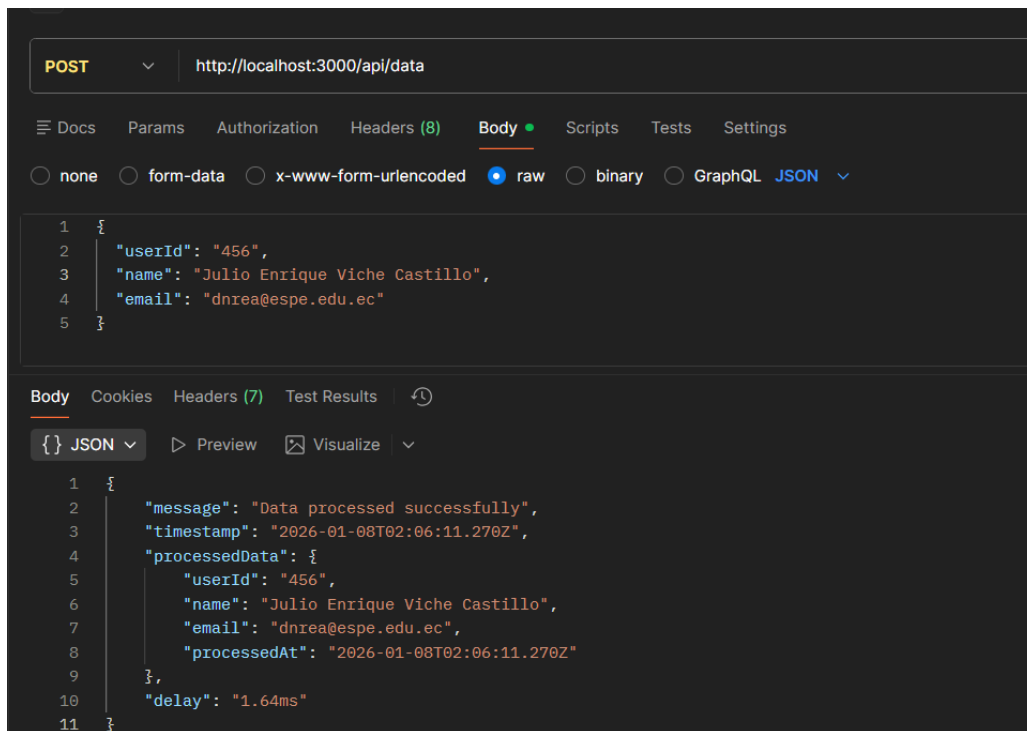 POST http://localhost:3000/api/data
Docs Params Authorization Headers (8) Body Scripts Tests Settings
none form-data x-www-form-urlencoded raw binary GraphQL JSON
1 {
2 "userId": "456",
3 "name": "Julio Enrique Viche Castillo",
4 "email": "dnrea@espe.edu.ec"
5 }
Body Cookies Headers (7) Test Results
{} JSON Preview Visualize
1 {
2 "message": "Data processed successfully",
3 "timestamp": "2026-01-08T02:06:11.270Z",
4 "processedData": {
5 "userId": "456",
6 "name": "Julio Enrique Viche Castillo",
7 "email": "dnrea@espe.edu.ec",
8 "processedAt": "2026-01-08T02:06:11.270Z"
9 },
10 "delay": "1.64ms"
11 }